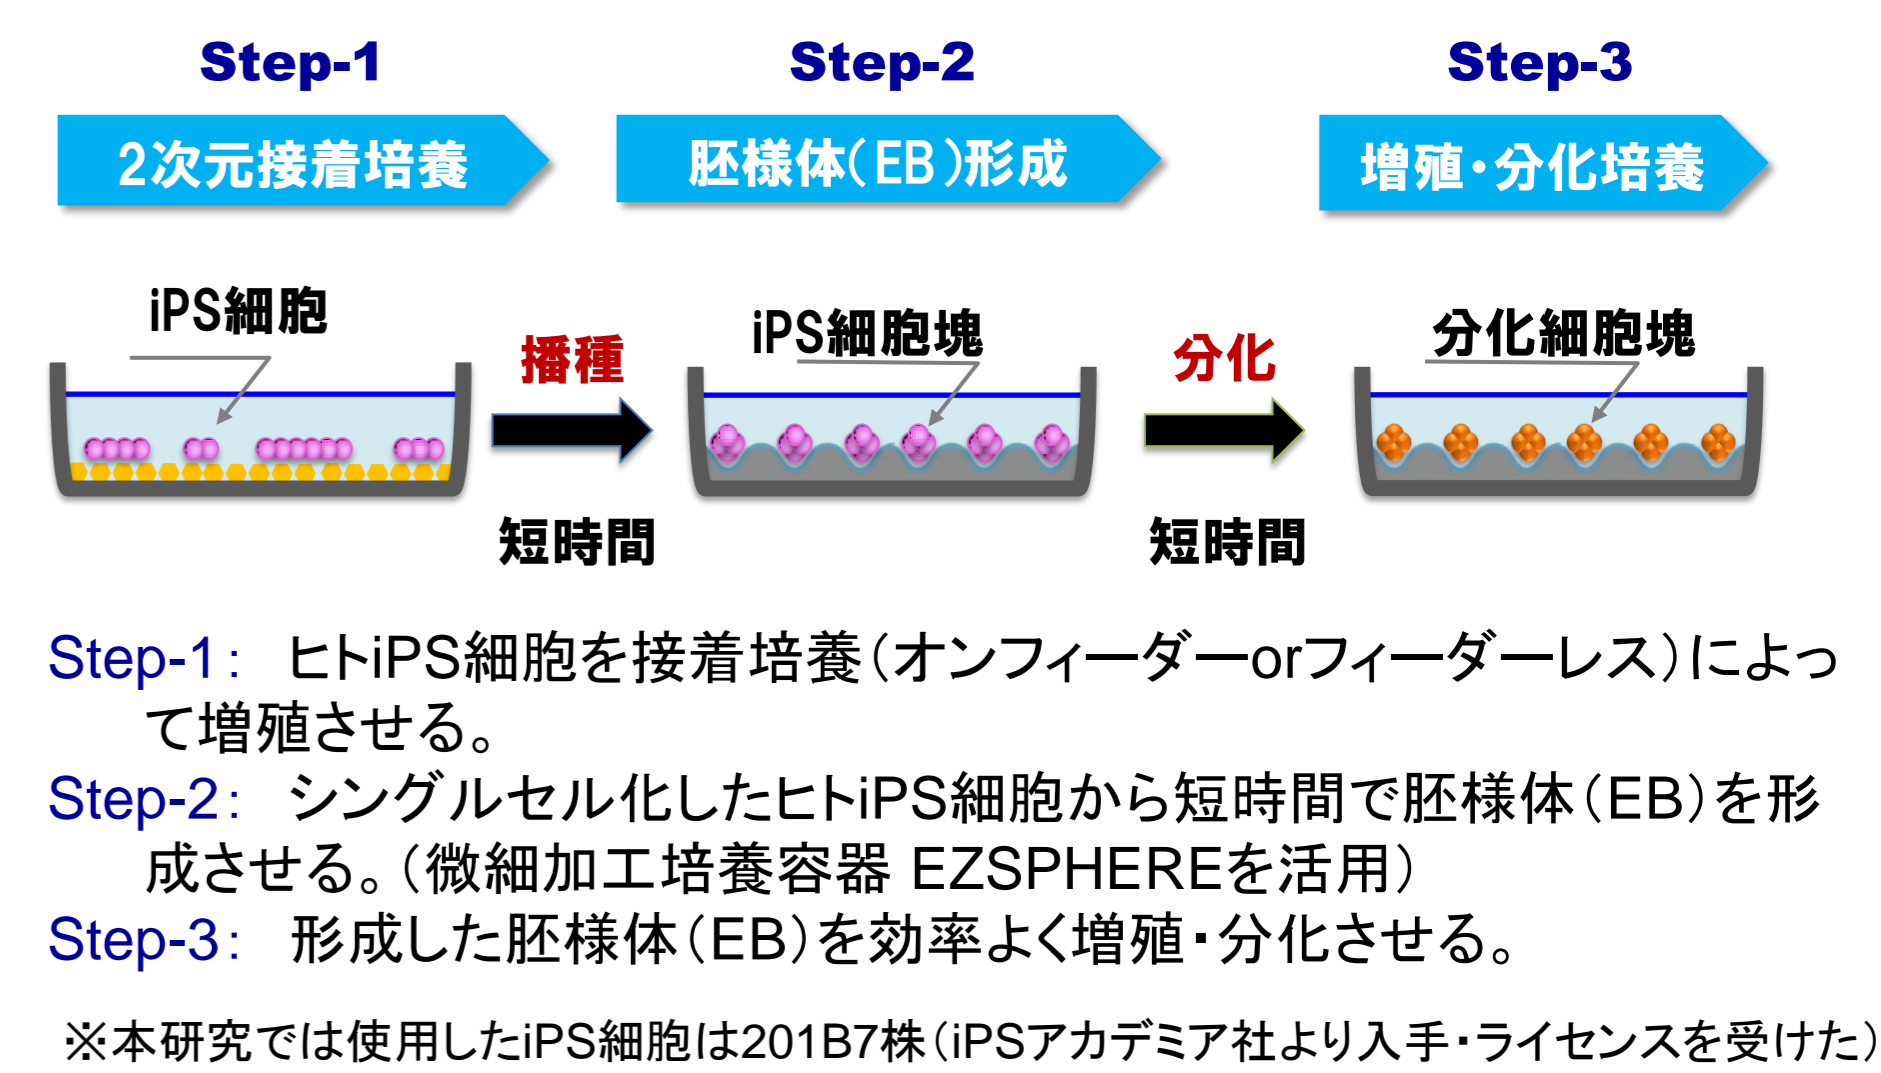 Step-1
Step-2
Step-3
2次元接着培養
胚様体(EB)形成
増殖・分化培養
iPS細胞
播種
iPS細胞塊
分化
分化細胞塊
短時間
短時間
Step-1： ヒトiPS細胞を接着培養(オンフィーダーorフィーダーレス)によっ
て増殖させる。
Step-2： シングルセル化したヒトiPS細胞から短時間で胚様体(EB)を形
成させる。(微細加工培養容器 EZSPHEREを活用)
Step-3： 形成した胚様体(EB)を効率よく増殖・分化させる。
※本研究では使用したiPS細胞は201B7株(iPSアカデミア社より入手・ライセンスを受けた)